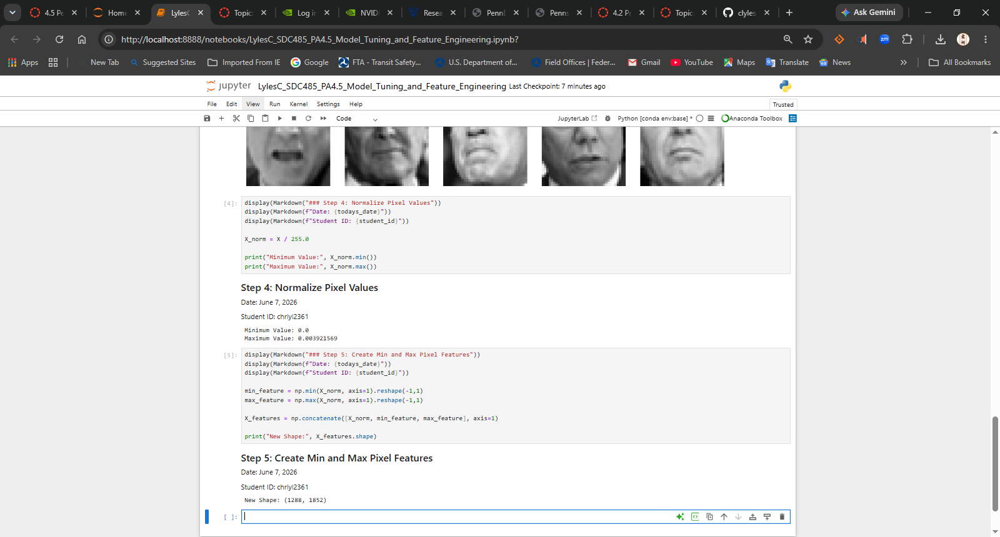 4.5 Pe
Home
LylesC
Topic:
Log ir
NVIDI
Resea
PennD
Penns
4.2 Pr
Topic:
clyles
Ask Gemini
http://localhost:8888/notebooks/LylesC_SDC485_PA4.5_Model_Tuning_and_Feature_Engineering.ipynb?
Apps
New Tab
Suggested Sites
Imported From IE
Google
FTA - Transit Safety...
U.S. Department of...
Field Offices | Feder...
Gmail
YouTube
Maps
Translate
News
»
All Bookmarks
jupyter LylesC_SDC485_PA4.5_Model_Tuning_and_Feature_Engineering Last Checkpoint: 7 minutes ago
File Edit View Run Kernel Settings Help
Trusted
Code
JupyterLab
Python [conda env:base] *
Anaconda Toolbox
[4]:
display(Markdown("### Step 4: Normalize Pixel Values"))
display(Markdown(f"Date: {todays_date}"))
display(Markdown(f"Student ID: {student_id}"))
X_norm = X / 255.0
print("Minimum Value:", X_norm.min())
print("Maximum Value:", X_norm.max())
Step 4: Normalize Pixel Values
Date: June 7, 2026
Student ID: chrlyl2361
Minimum Value: 0.0
Maximum Value: 0.003921569
[5]:
display(Markdown("### Step 5: Create Min and Max Pixel Features"))
display(Markdown(f"Date: {todays_date}"))
display(Markdown(f"Student ID: {student_id}"))
min_feature = np.min(X_norm, axis=1).reshape(-1,1)
max_feature = np.max(X_norm, axis=1).reshape(-1,1)
X_features = np.concatenate([X_norm, min_feature, max_feature], axis=1)
print("New Shape:", X_features.shape)
Step 5: Create Min and Max Pixel Features
Date: June 7, 2026
Student ID: chrlyl2361
New Shape: (1288, 1852)
[ ]: